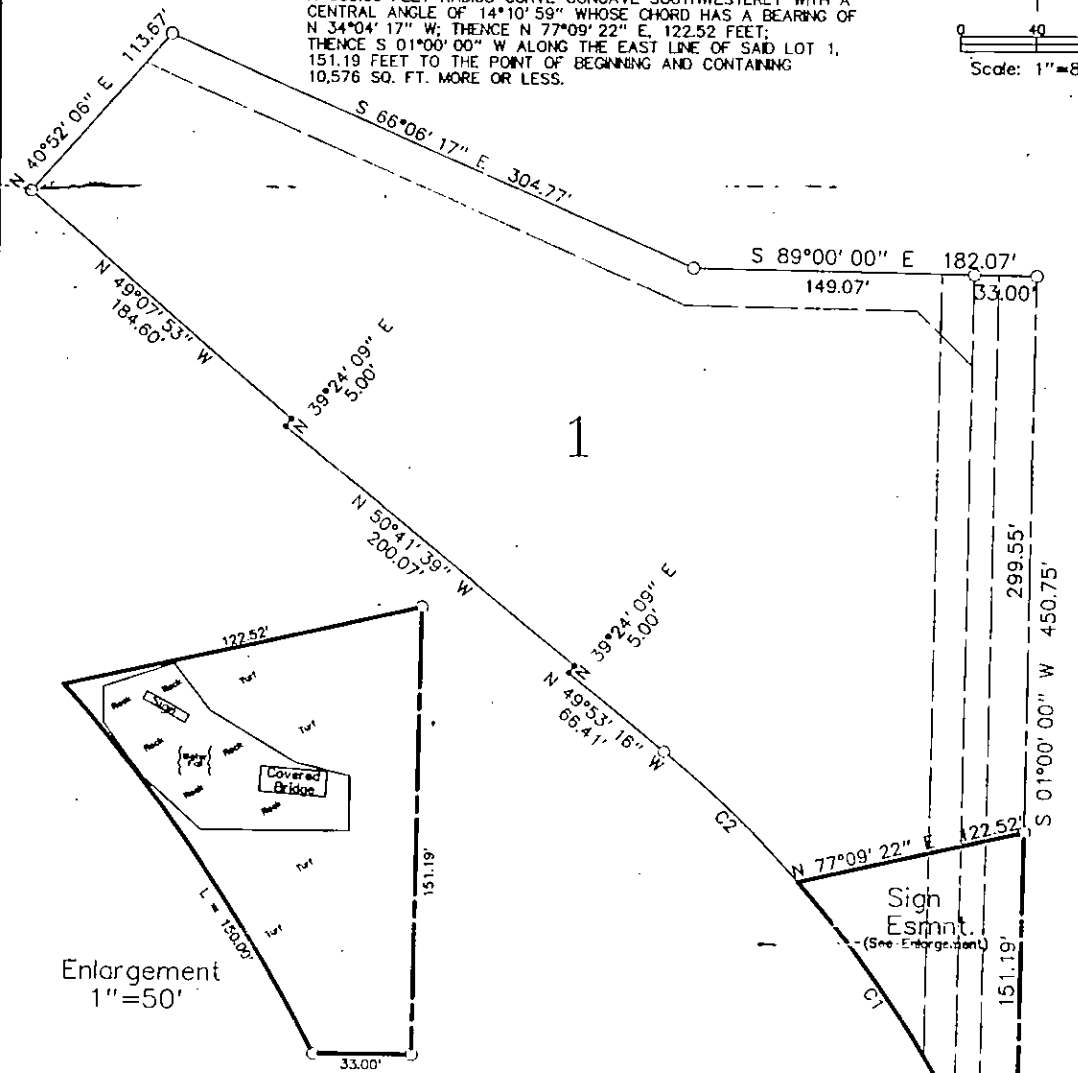 CENTRAL ANGLE OF 14°10'59" WHOSE CHORD HAS A BEARING OF
N 34°04'17" W; THENCE N 77°09'22" E, 122.52 FEET;
THENCE S 01°00'00" W ALONG THE EAST LINE OF SAID LOT 1,
151.19 FEET TO THE POINT OF BEGINNING AND CONTAINING
10,576 SQ. FT. MORE OR LESS.
0 40
Scale: 1"=8
N 40°52'06" E 113.67'
S 66°06'17" E 304.77'
S 89°00'00" E 182.07'
149.07'
33.00'
N 49°07'53" W
184.60'
N 39°24'09" E
5.00'
1
N 50°41'39" W
200.07'
N 39°24'09" E
5.00'
299.55'
S 01°00'00" W 450.75'
N 49°53'16" W
66.41'
C2
N 77°09'22" E 122.52'
Sign
Esmnt.
(See Enlargement)
C1
151.19'
122.52'
Turf
Rock
Rock
Sign
Turf
Rock
Rock
Covered
Bridge
Rock
Rock
Turf
151.19'
L = 150.00'
Turf
Enlargement
1"=50'
33.00'